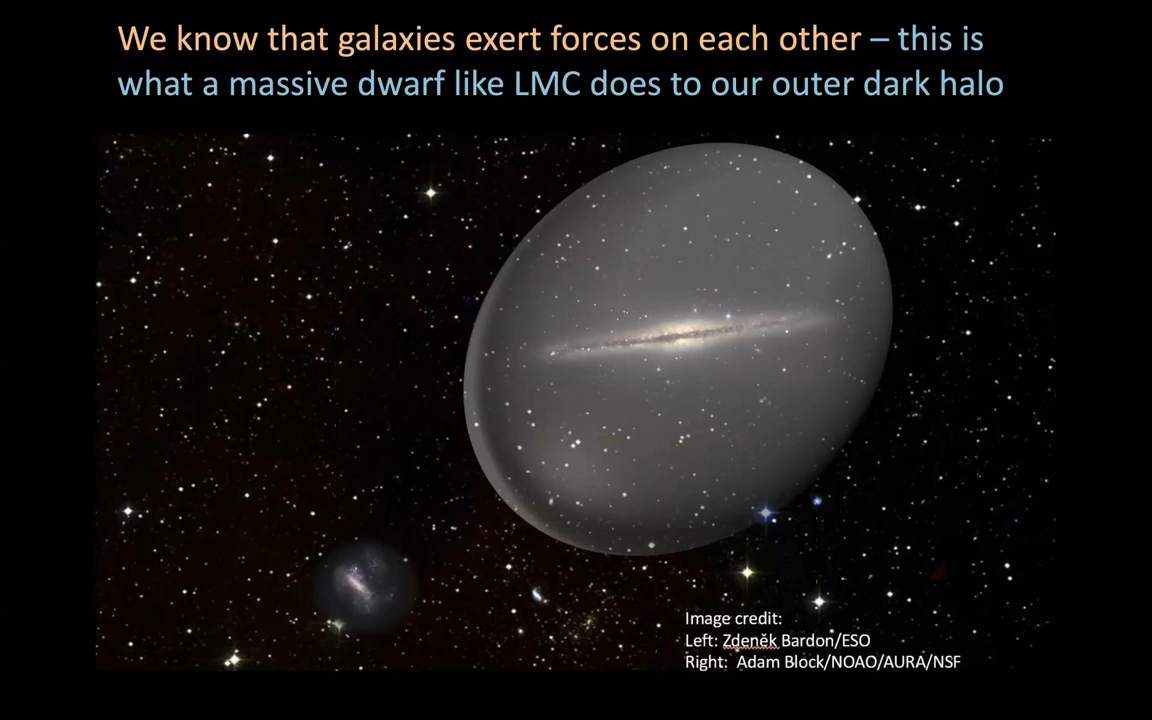 We know that galaxies exert forces on each other – this is
what a massive dwarf like LMC does to our outer dark halo
Image credit:
Left: Zdeněk Bardon/ESO
Right: Adam Block/NOAO/AURA/NSF